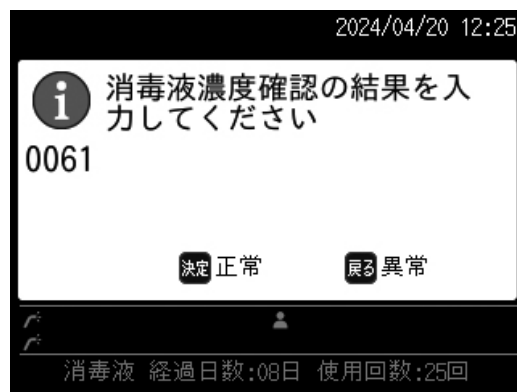 2024/04/20 12:25
消毒液濃度確認の結果を入
力してください
0061
決定 正常 戻る 異常
消毒液 経過日数:08日 使用回数:25回